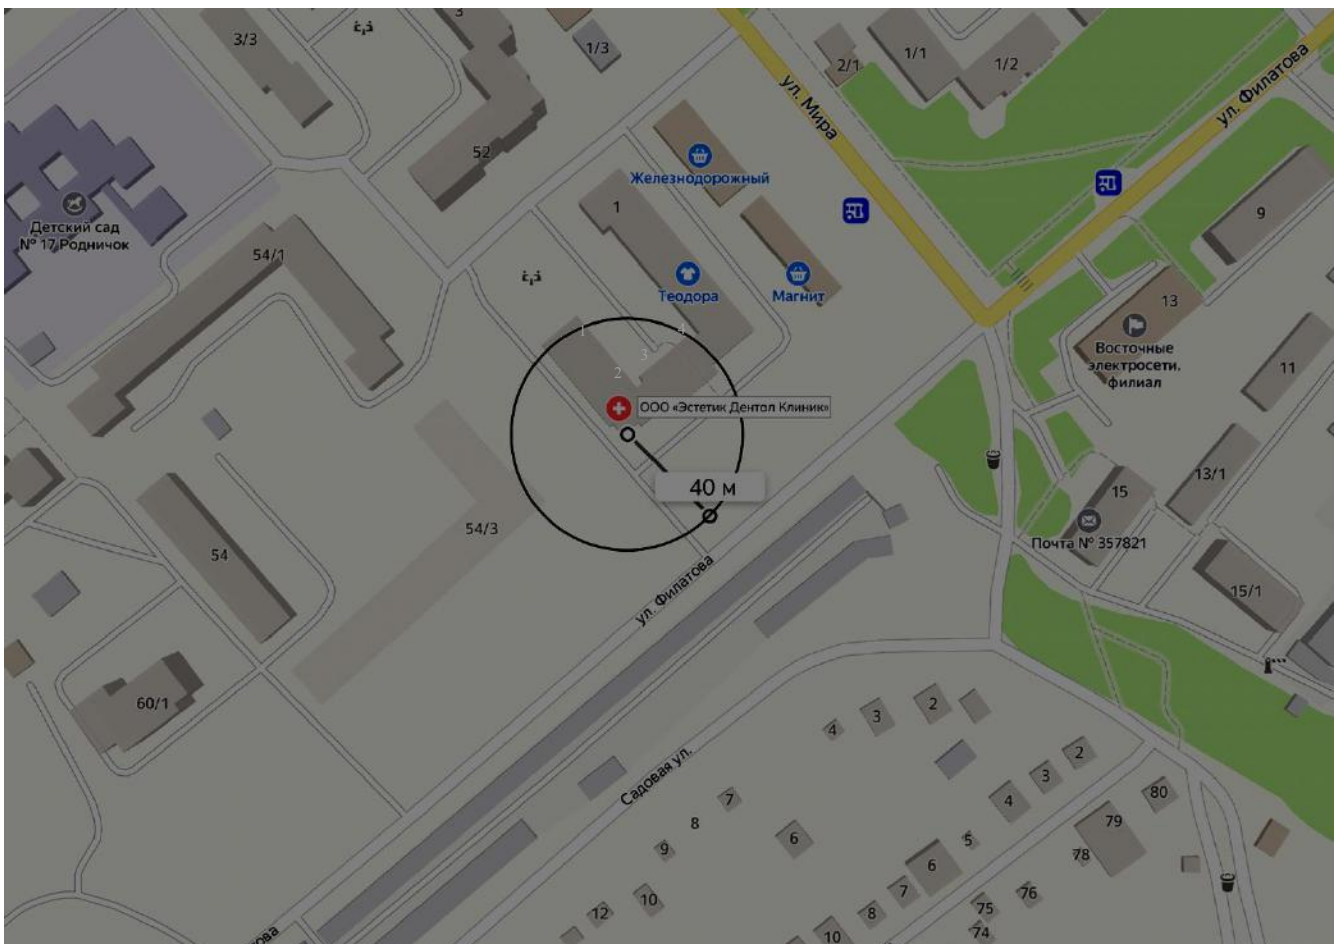 3/3
3
1/3
2/1
1/1
1/2
ул. Мира
ул. Филатова
52
Железнодорожный
Детский сад
№ 17 Родничок
1
9
54/1
Теодора
Магнит
13
1
4
3
2
Восточные
электросети,
филиал
11
ООО «Эстетик Дентал Клиник»
40 м
54/3
54
15
13/1
Почта № 357821
15/1
ул. Филатова
60/1
4
3
2
Садовая ул.
2
3
4
7
8
80
79
9
6
5
78
6
7
76
10
12
8
75
10
74
ова